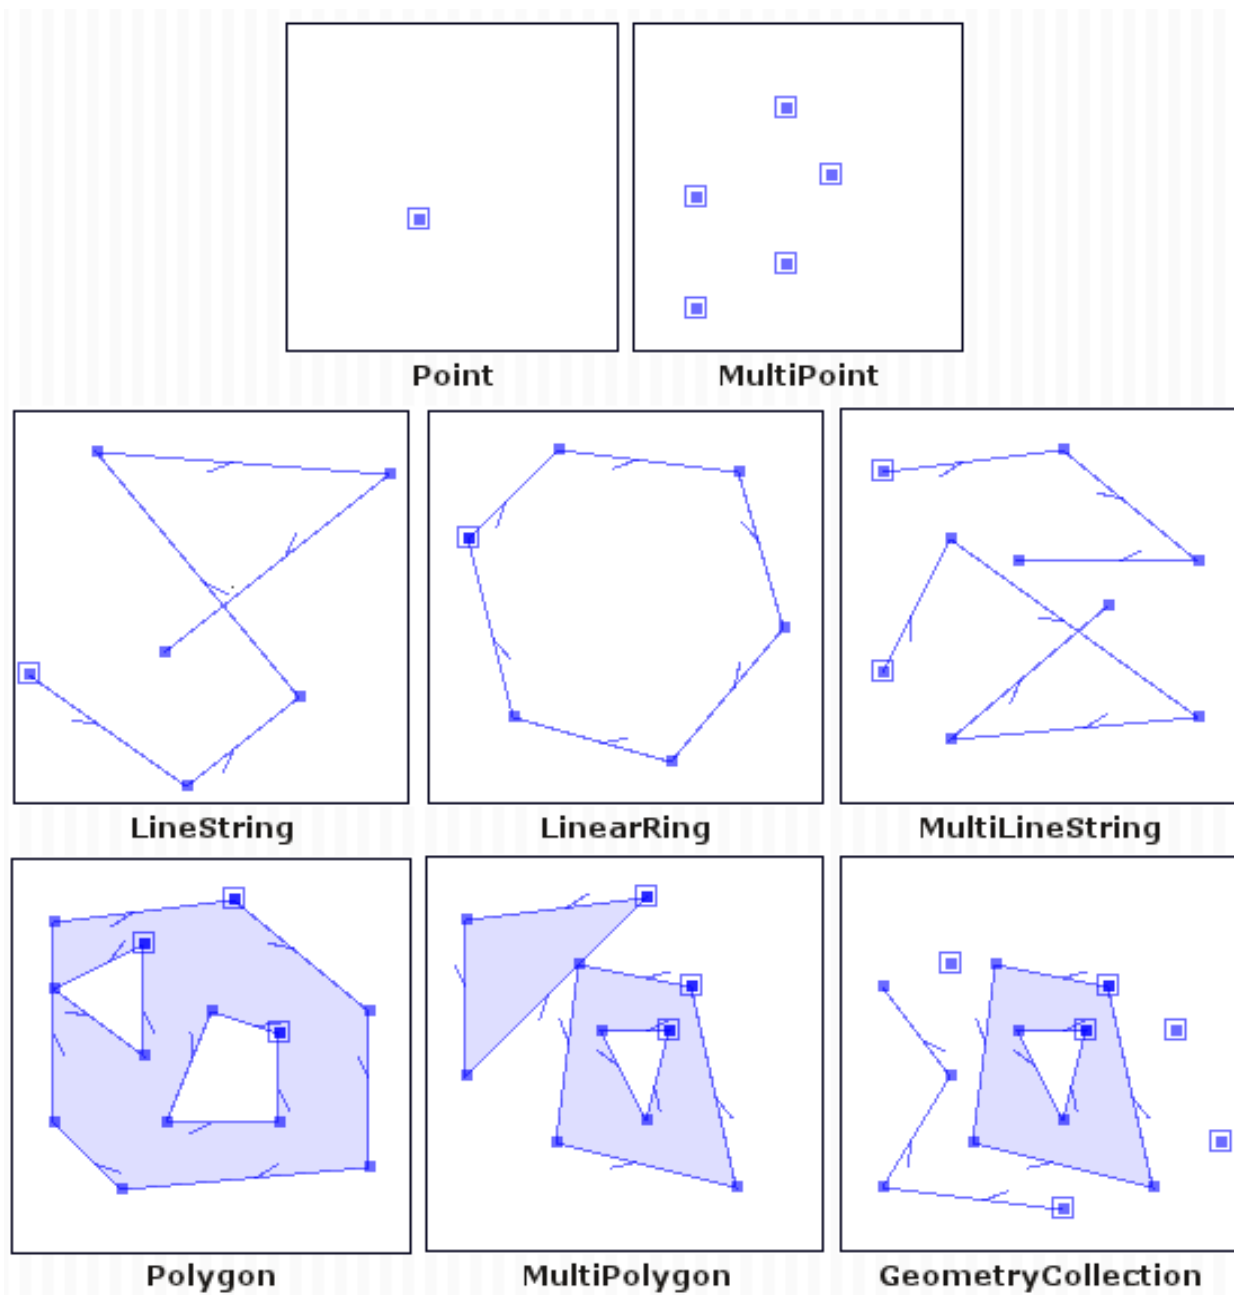 Point
MultiPoint
LineString
LinearRing
MultiLineString
Polygon
MultiPolygon
GeometryCollection